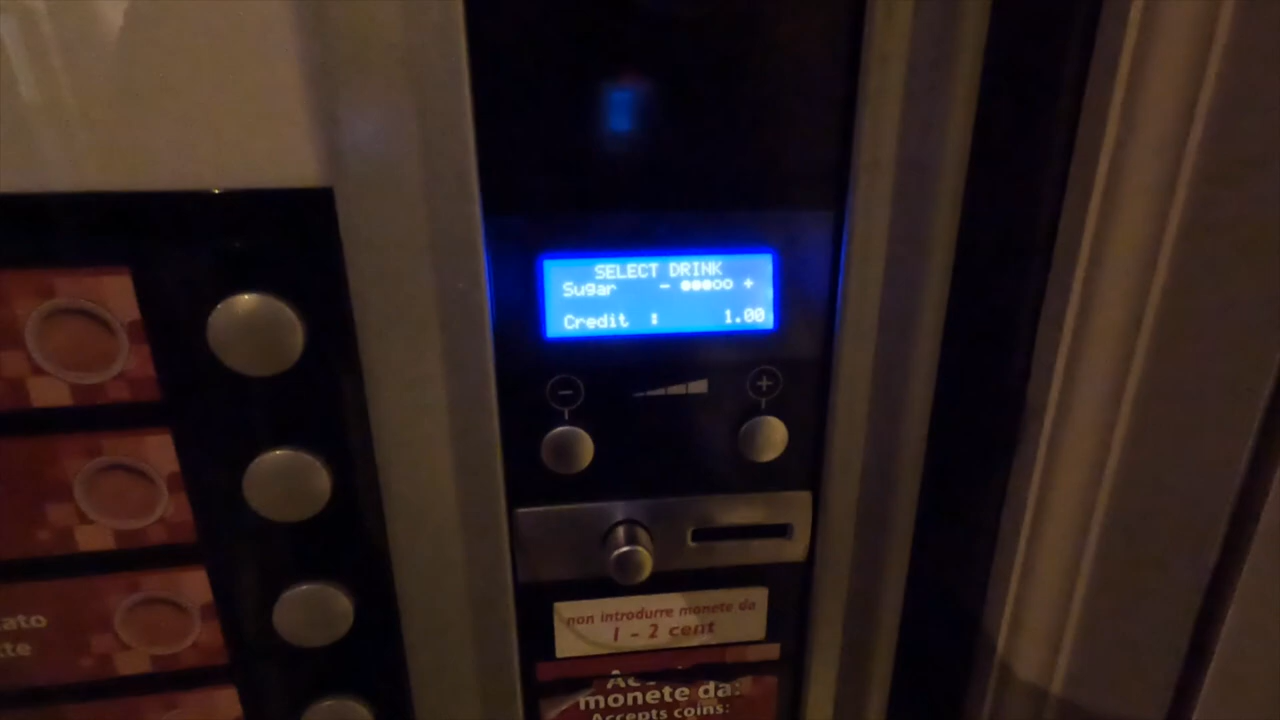 SELECT DRINK
Sugar - ●●●○○ +
Credit : 1.00
- +
non introdurre monete da
1 - 2 cent
monete da:
Accepts coins: